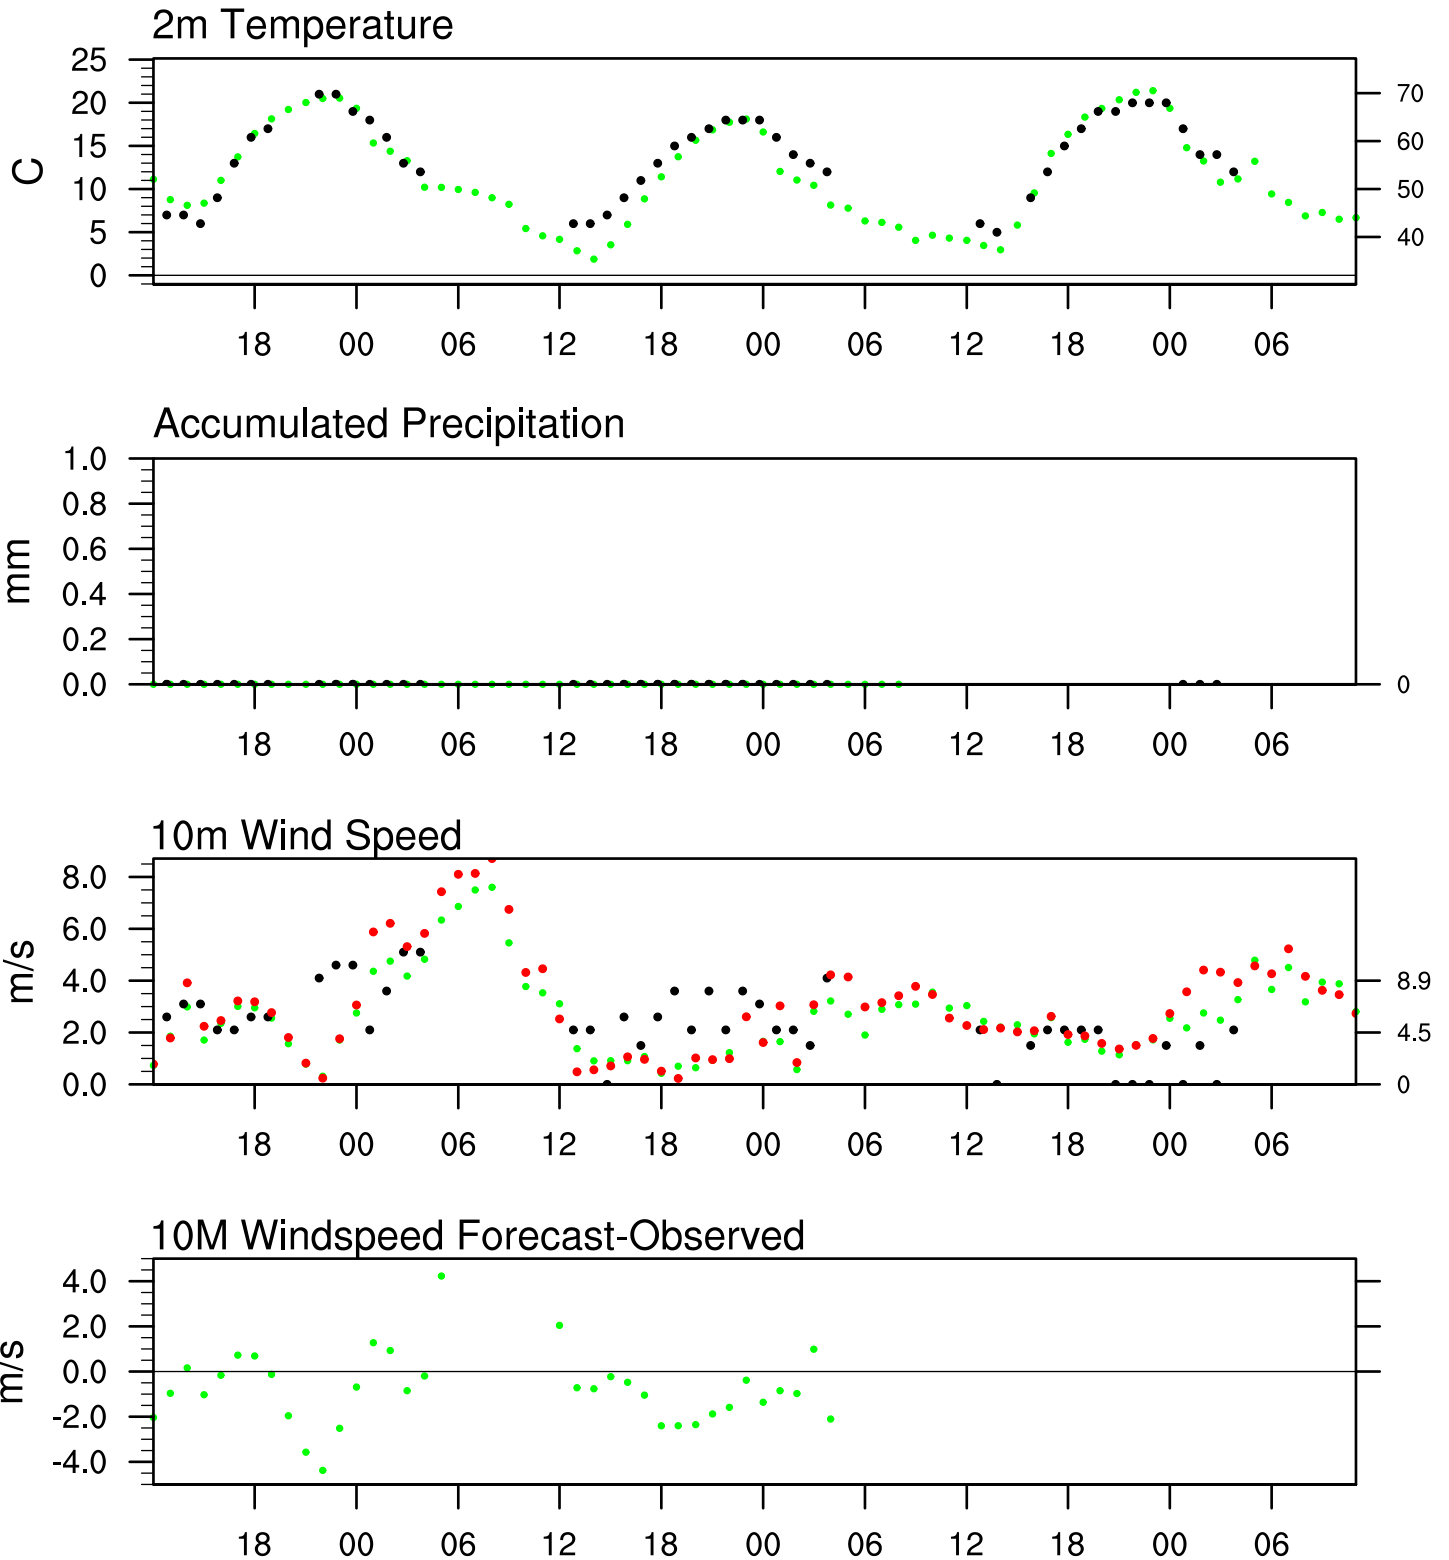 2m Temperature
25
20
15
10
5
0
C
70
60
50
40
18 00 06 12 18 00 06 12 18 00 06
Accumulated Precipitation
1.0
0.8
0.6
0.4
0.2
0.0
mm
0
18 00 06 12 18 00 06 12 18 00 06
10m Wind Speed
8.0
6.0
4.0
2.0
0.0
m/s
8.9
4.5
0
18 00 06 12 18 00 06 12 18 00 06
10M Windspeed Forecast-Observed
4.0
2.0
0.0
-2.0
-4.0
m/s
18 00 06 12 18 00 06 12 18 00 06